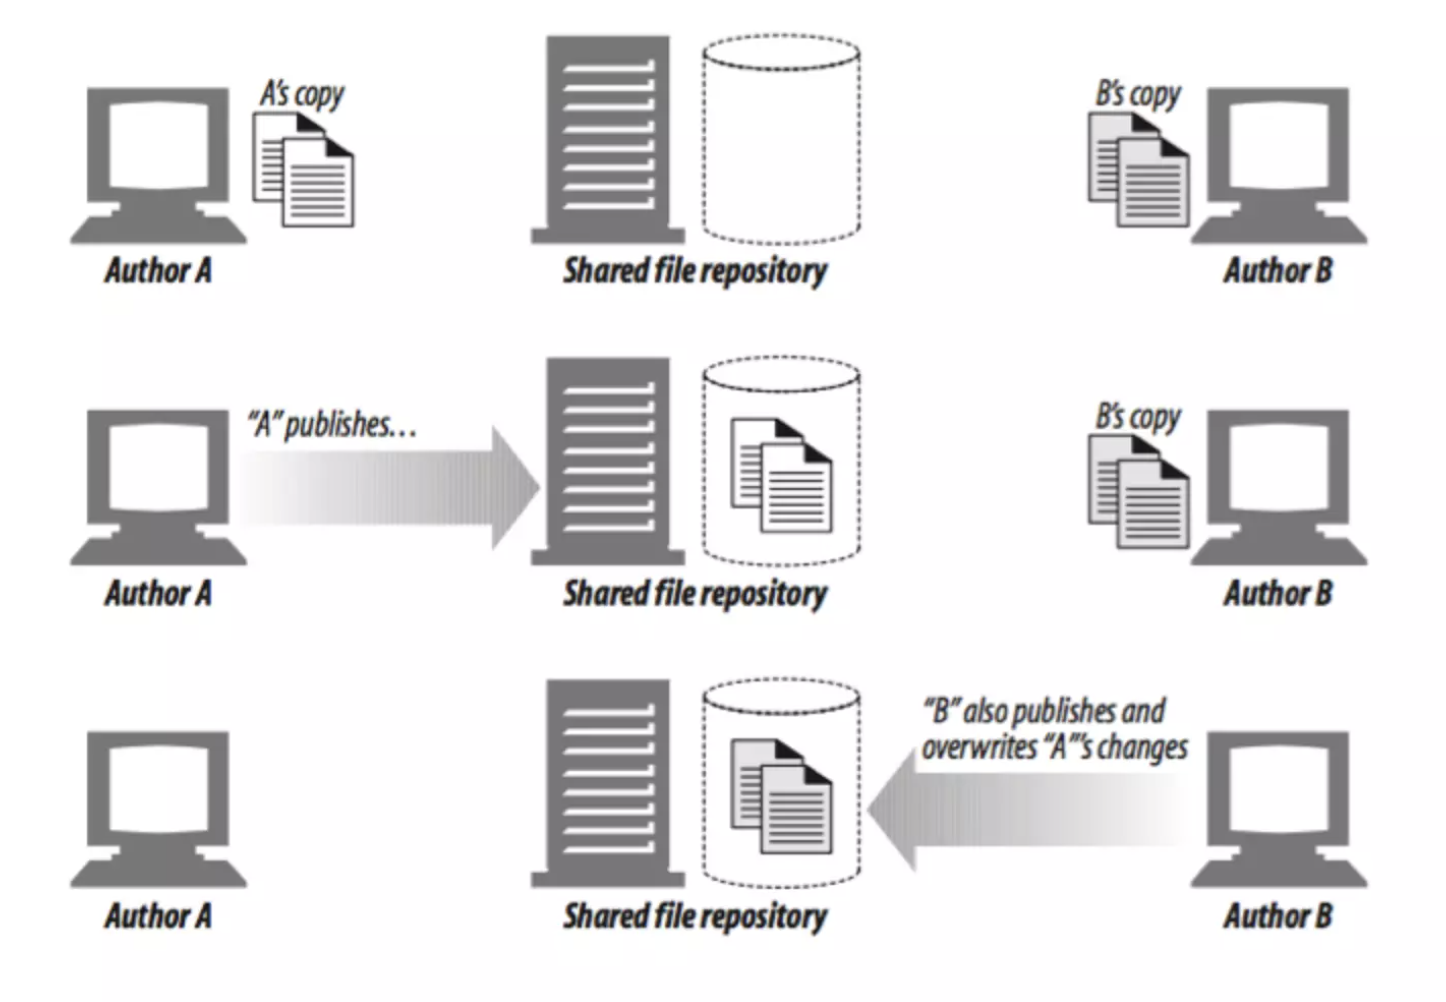 A's copy
B's copy
Author A
Shared file repository
Author B
“A” publishes…
B's copy
Author A
Shared file repository
Author B
“B” also publishes and
overwrites “A”'s changes
Author A
Shared file repository
Author B